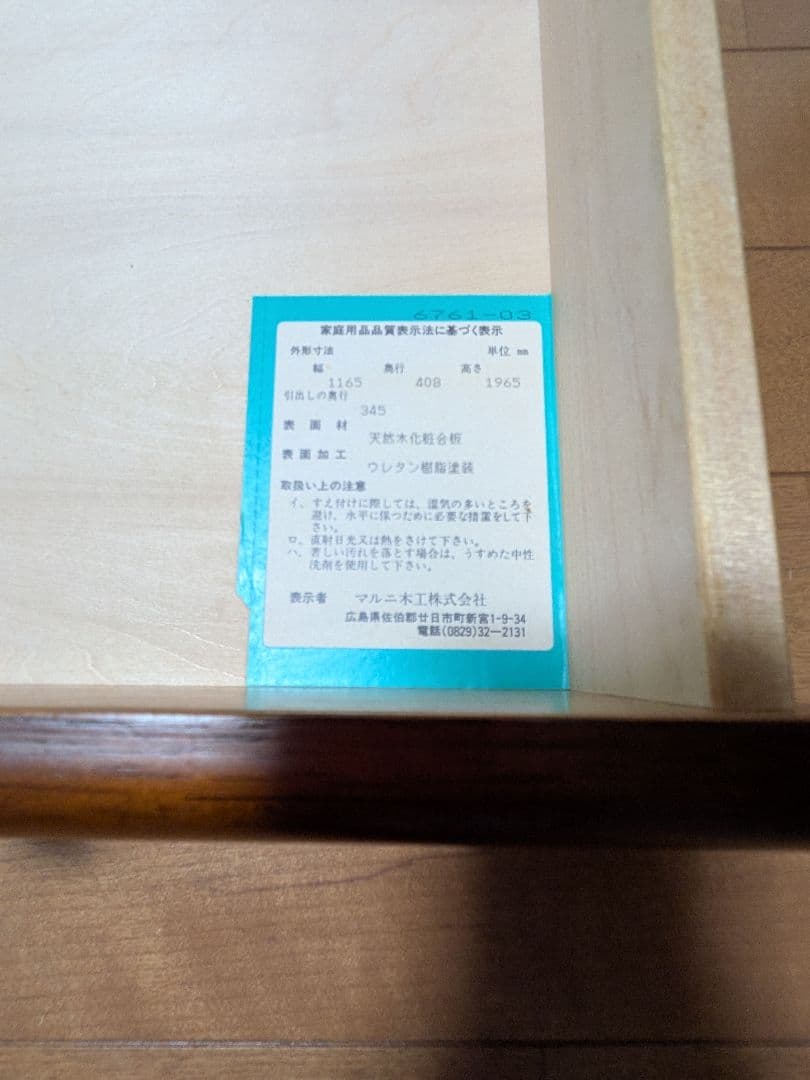 6761-03
家庭用品品質表示法に基づく表示
外形寸法 単位 mm
幅 奥行 高さ
1165 408 1965
引出しの奥行
345
表面材
天然木化粧合板
表面加工
ウレタン樹脂塗装
取扱い上の注意
イ、すえ付けに際しては、湿気の多いところを
避け、水平に保つために必要な措置をして下
さい。
ロ、直射日光又は熱をさけて下さい。
ハ、著しい汚れを落とす場合は、うすめた中性
洗剤を使用して下さい。
表示者 マルニ木工株式会社
広島県佐伯郡廿日市町新宮1-9-34
電話(0829)32-2131